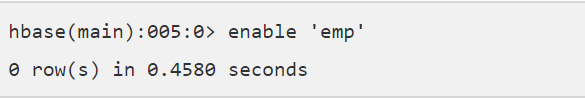 hbase(main):005:0> enable 'emp'
0 row(s) in 0.4580 seconds